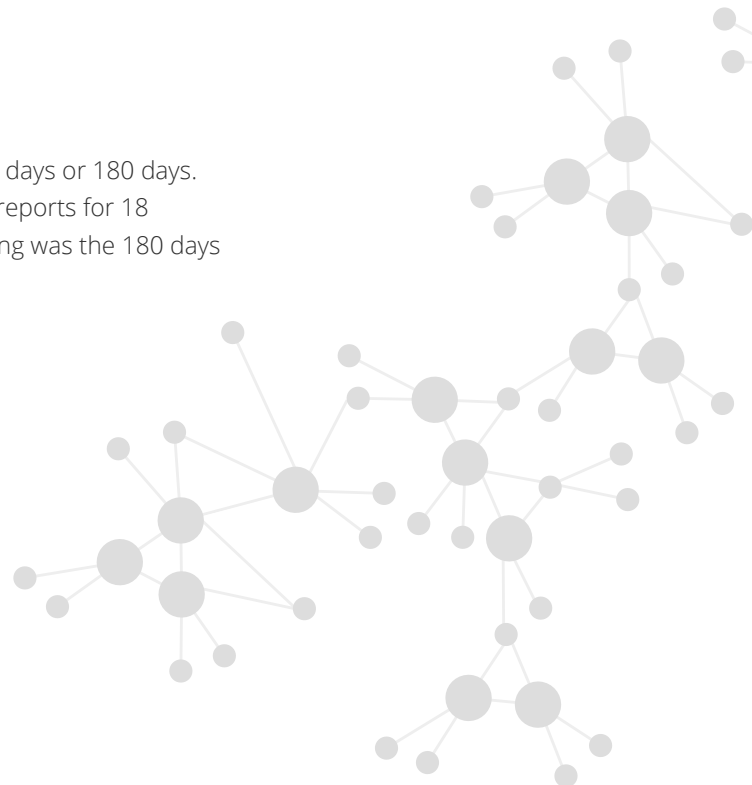 days or 180 days.
reports for 18
ng was the 180 days